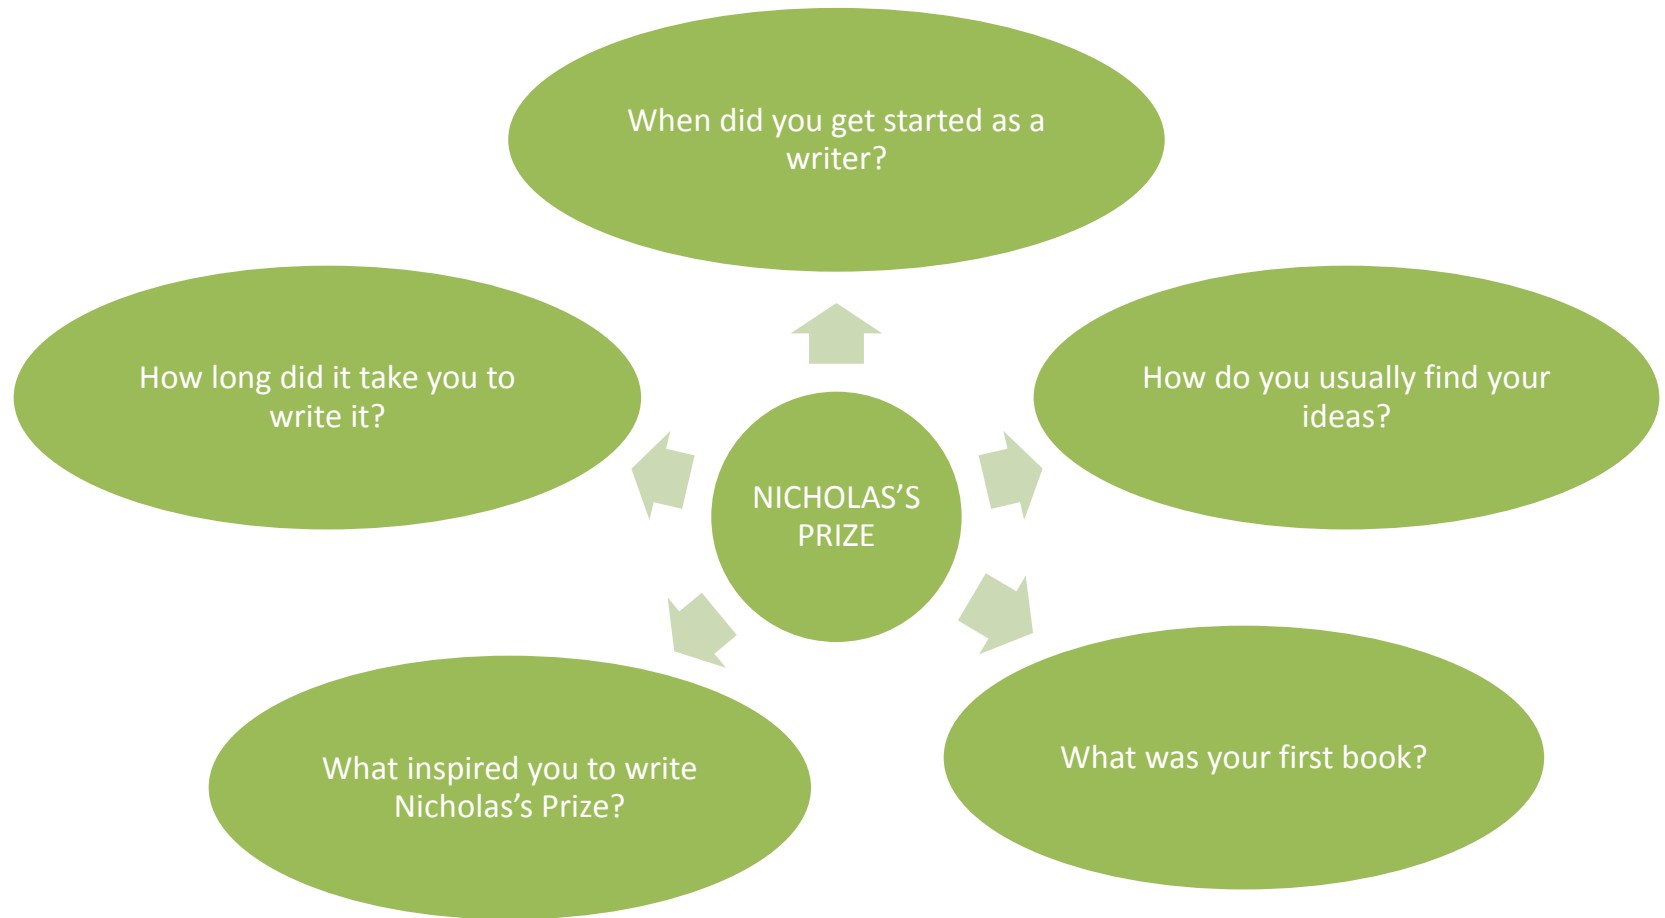 When did you get started as a
writer?
How long did it take you to
write it?
How do you usually find your
ideas?
NICHOLAS’S
PRIZE
What inspired you to write
Nicholas’s Prize?
What was your first book?